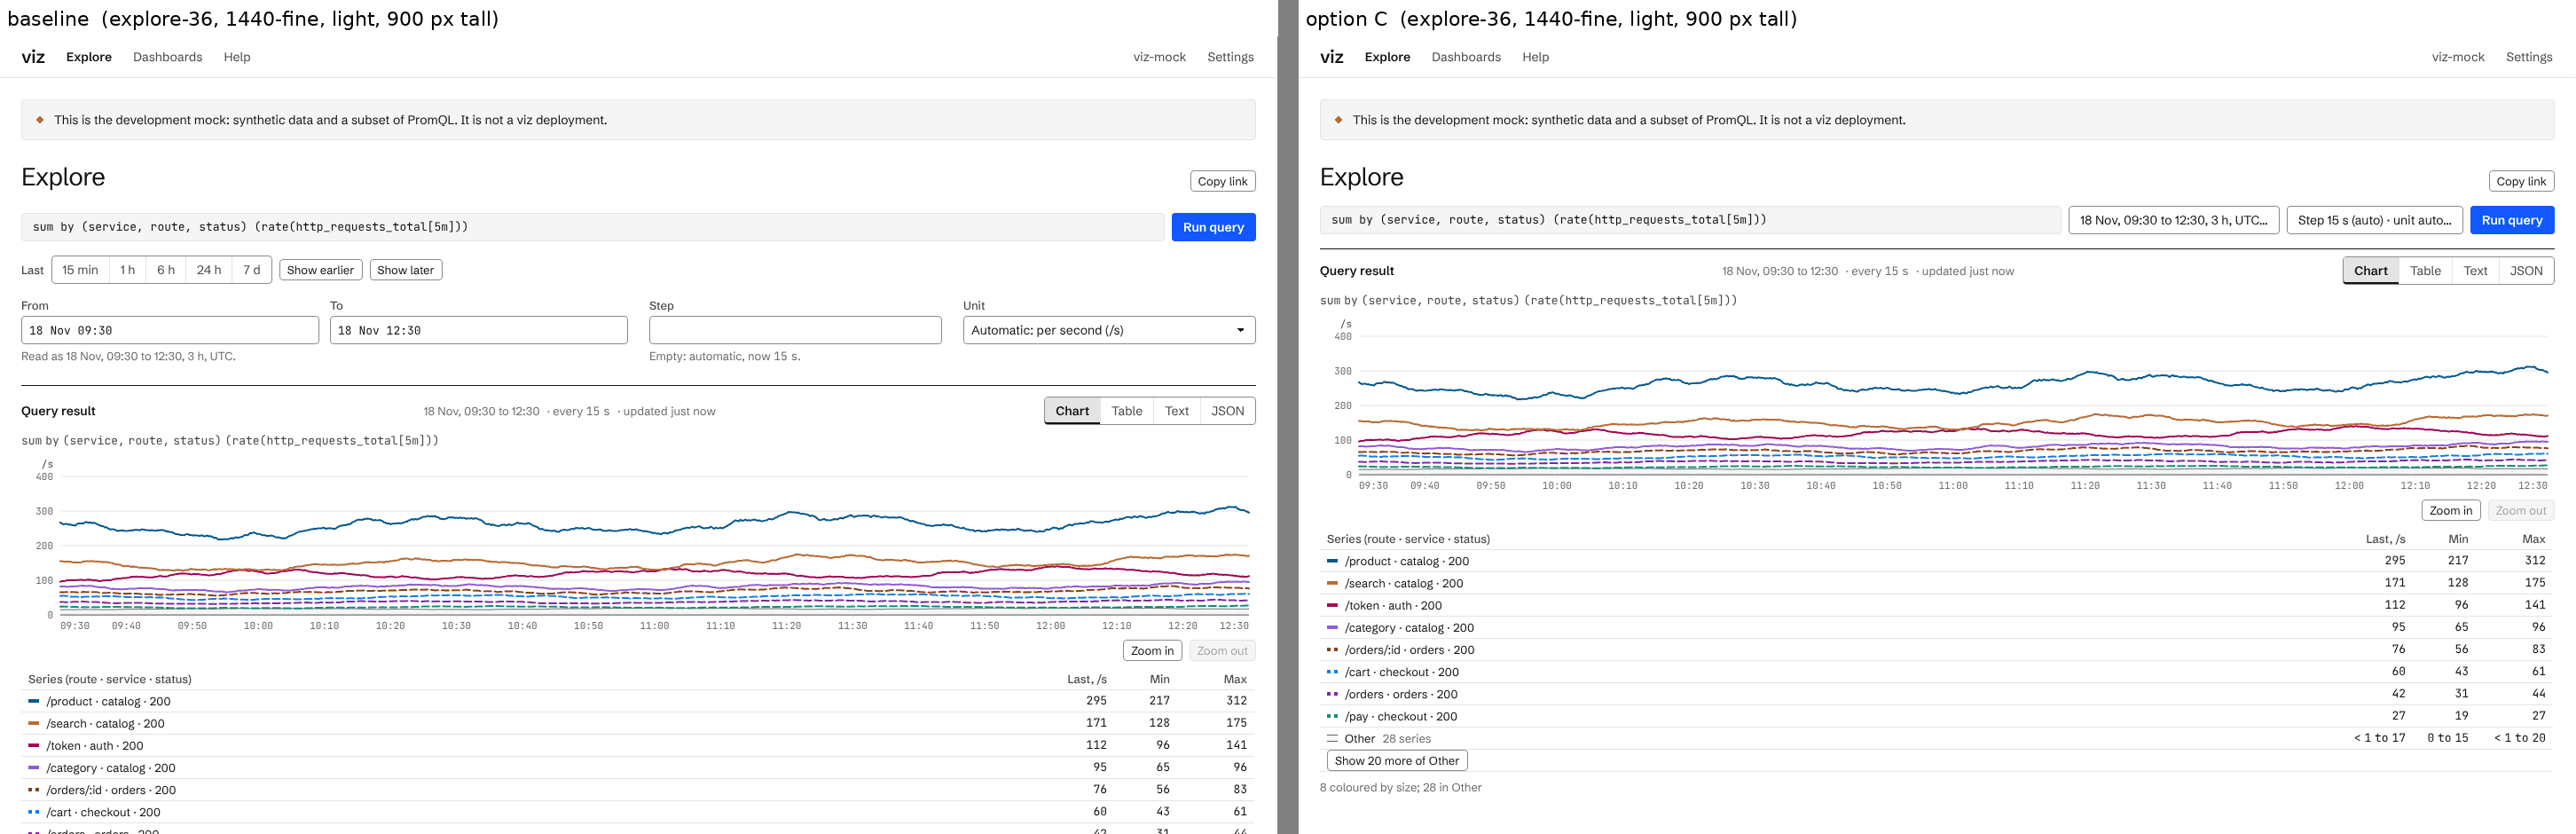 baseline  (explore-36, 1440-fine, light, 900 px tall)
viz Explore Dashboards Help viz-mock Settings
This is the development mock: synthetic data and a subset of PromQL. It is not a viz deployment.
Explore
Copy link
sum by (service, route, status) (rate(http_requests_total[5m])) Run query
Last 15 min 1 h 6 h 24 h 7 d Show earlier Show later
From To Step Unit
18 Nov 09:30 18 Nov 12:30 Automatic: per second (/s)
Read as 18 Nov, 09:30 to 12:30, 3 h, UTC. Empty: automatic, now 15 s.
Query result 18 Nov, 09:30 to 12:30 · every 15 s · updated just now Chart Table Text JSON
sum by (service, route, status) (rate(http_requests_total[5m]))
/s
400
300
200
100
0
09:30 09:40 09:50 10:00 10:10 10:20 10:30 10:40 10:50 11:00 11:10 11:20 11:30 11:40 11:50 12:00 12:10 12:20 12:30
Zoom in Zoom out
Series (route · service · status) Last, /s Min Max
/product · catalog · 200 295 217 312
/search · catalog · 200 171 128 175
/token · auth · 200 112 96 141
/category · catalog · 200 95 65 96
/orders/:id · orders · 200 76 56 83
/cart · checkout · 200 60 43 61
/orders · orders · 200 42 31 44
option C  (explore-36, 1440-fine, light, 900 px tall)
viz Explore Dashboards Help viz-mock Settings
This is the development mock: synthetic data and a subset of PromQL. It is not a viz deployment.
Explore
Copy link
sum by (service, route, status) (rate(http_requests_total[5m])) 18 Nov, 09:30 to 12:30, 3 h, UTC... Step 15 s (auto) · unit auto... Run query
Query result 18 Nov, 09:30 to 12:30 · every 15 s · updated just now Chart Table Text JSON
sum by (service, route, status) (rate(http_requests_total[5m]))
/s
400
300
200
100
0
09:30 09:40 09:50 10:00 10:10 10:20 10:30 10:40 10:50 11:00 11:10 11:20 11:30 11:40 11:50 12:00 12:10 12:20 12:30
Zoom in Zoom out
Series (route · service · status) Last, /s Min Max
/product · catalog · 200 295 217 312
/search · catalog · 200 171 128 175
/token · auth · 200 112 96 141
/category · catalog · 200 95 65 96
/orders/:id · orders · 200 76 56 83
/cart · checkout · 200 60 43 61
/orders · orders · 200 42 31 44
/pay · checkout · 200 27 19 27
Other 28 series < 1 to 17 0 to 15 < 1 to 20
Show 20 more of Other
8 coloured by size; 28 in Other